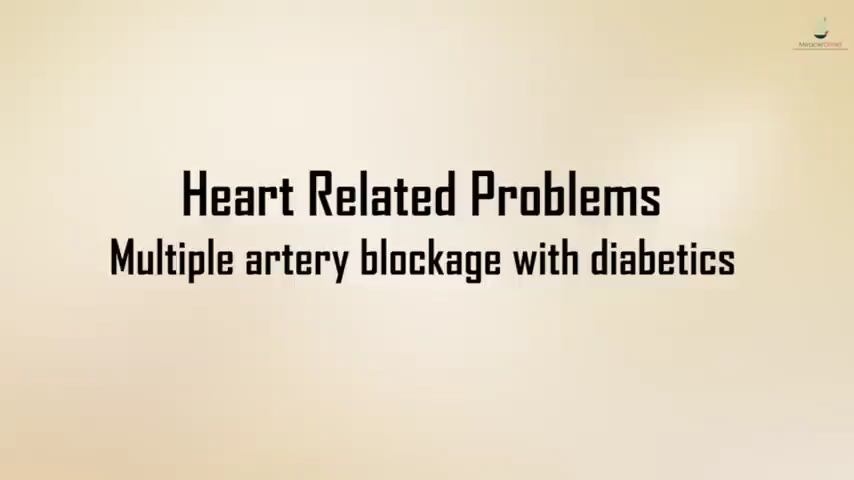 Heart Related Problems
Multiple artery blockage with diabetics